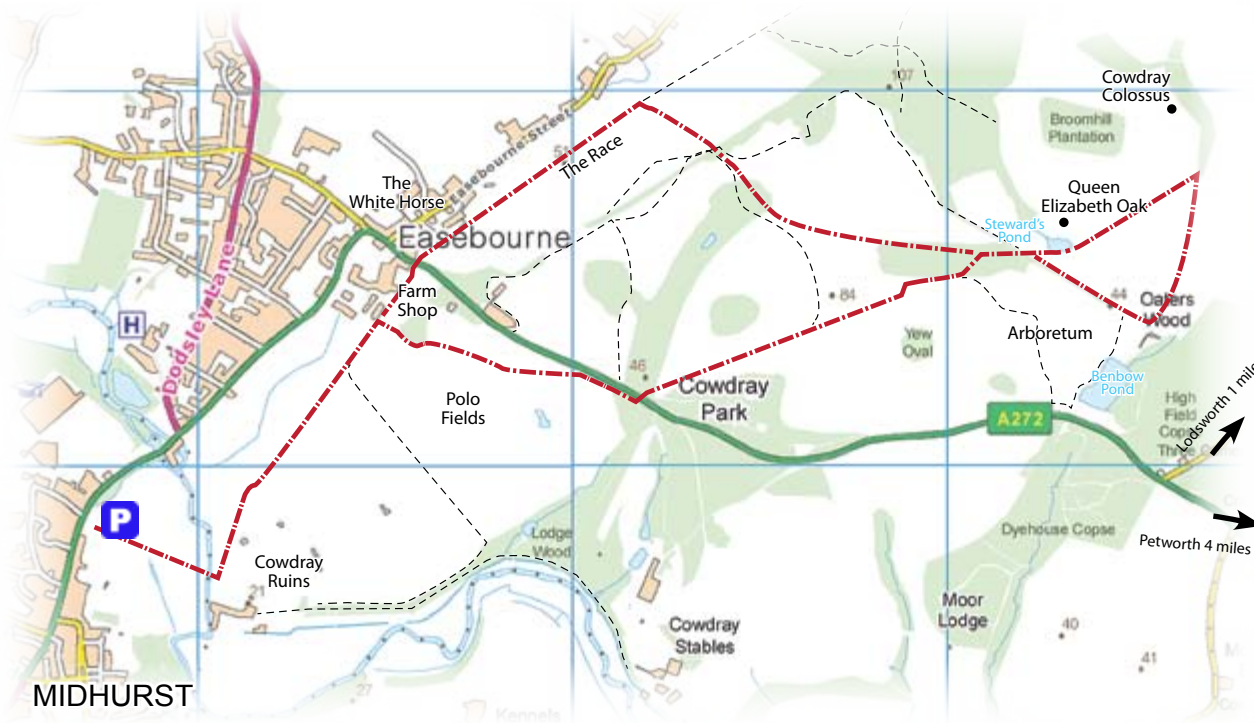 107
Cowdray
Colossus
Broomhill
Plantation
51
Easebourne Street
The Race
The
White Horse
Queen
Elizabeth Oak
Steward's
Pond
Easebourne
Farm
Shop
84
44
Oaters
Wood
H
Dodsley Lane
Yew
Oval
Arboretum
46
Cowdray
Park
Benbow
Pond
Polo
Fields
A272
High
Field
Lodsworth 1 mile
P
Lodge
Wood
Dyehouse Copse
Petworth 4 miles
Cowdray
Ruins
21
Moor
Lodge
Cowdray
Stables
40
41
27
MIDHURST
Kennels